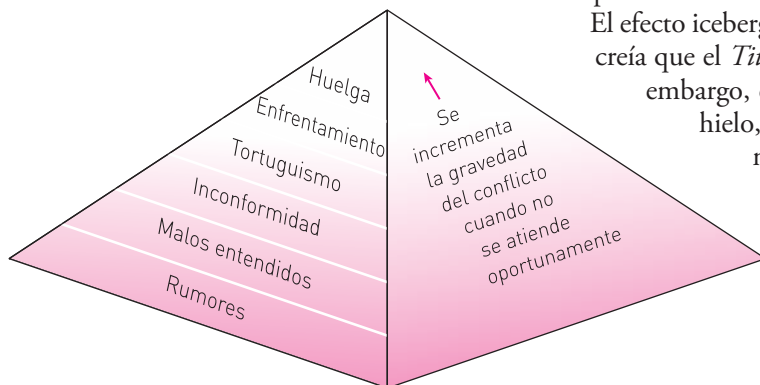 El efecto iceberg
creía que el Tit
embargo,
hielo,
Huelga
Enfrentamiento
Tortuguismo
Inconformidad
Malos entendidos
Rumores
Se
incrementa
la gravedad
del conflicto
cuando no
se atiende
oportunamente